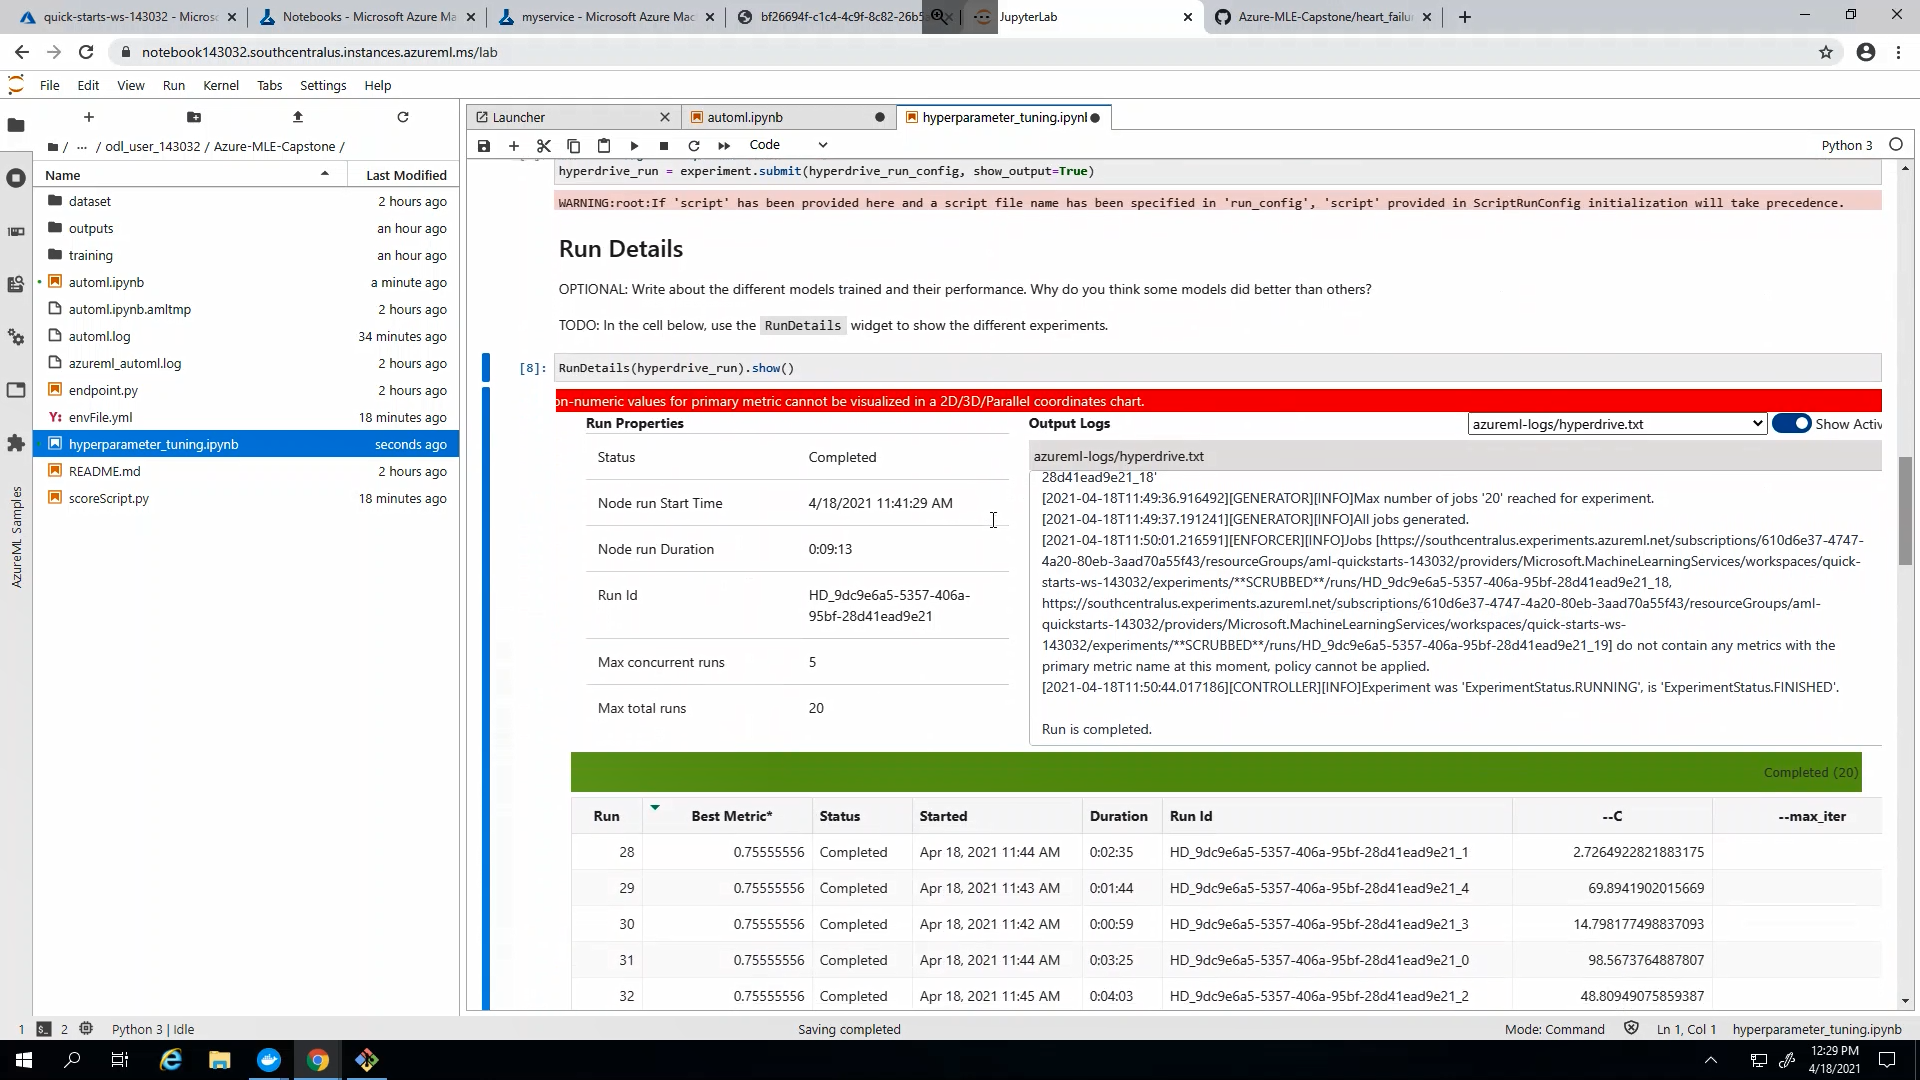 quick-starts-ws-143032 - Microso
Notebooks - Microsoft Azure Ma
myservice - Microsoft Azure Mac
bf26694f-c1c4-4c9f-8c82-26b5a
JupyterLab
Azure-MLE-Capstone/heart_failu
notebook143032.southcentralus.instances.azureml.ms/lab
File Edit View Run Kernel Tabs Settings Help
Launcher
automl.ipynb
hyperparameter_tuning.ipynl
/ ··· / odl_user_143032 / Azure-MLE-Capstone /
Code
Python 3
Name Last Modified
dataset 2 hours ago
outputs an hour ago
training an hour ago
automl.ipynb a minute ago
automl.ipynb.amltmp 2 hours ago
automl.log 34 minutes ago
azureml_automl.log 2 hours ago
endpoint.py 2 hours ago
Y: envFile.yml 18 minutes ago
hyperparameter_tuning.ipynb seconds ago
README.md 2 hours ago
scoreScript.py 18 minutes ago
AzureML Samples
hyperdrive_run = experiment.submit(hyperdrive_run_config, show_output=True)
WARNING:root:If 'script' has been provided here and a script file name has been specified in 'run_config', 'script' provided in ScriptRunConfig initialization will take precedence.
Run Details
OPTIONAL: Write about the different models trained and their performance. Why do you think some models did better than others?
TODO: In the cell below, use the RunDetails widget to show the different experiments.
[8]: RunDetails(hyperdrive_run).show()
on-numeric values for primary metric cannot be visualized in a 2D/3D/Parallel coordinates chart.
Run Properties
Status Completed
Node run Start Time 4/18/2021 11:41:29 AM
Node run Duration 0:09:13
Run Id HD_9dc9e6a5-5357-406a-
95bf-28d41ead9e21
Max concurrent runs 5
Max total runs 20
Output Logs
azureml-logs/hyperdrive.txt
Show Activ
azureml-logs/hyperdrive.txt
28d41ead9e21_18'
[2021-04-18T11:49:36.916492][GENERATOR][INFO]Max number of jobs '20' reached for experiment.
[2021-04-18T11:49:37.191241][GENERATOR][INFO]All jobs generated.
[2021-04-18T11:50:01.216591][ENFORCER][INFO]Jobs [https://southcentralus.experiments.azureml.net/subscriptions/610d6e37-4747-
4a20-80eb-3aad70a55f43/resourceGroups/aml-quickstarts-143032/providers/Microsoft.MachineLearningServices/workspaces/quick-
starts-ws-143032/experiments/**SCRUBBED**/runs/HD_9dc9e6a5-5357-406a-95bf-28d41ead9e21_18,
https://southcentralus.experiments.azureml.net/subscriptions/610d6e37-4747-4a20-80eb-3aad70a55f43/resourceGroups/aml-
quickstarts-143032/providers/Microsoft.MachineLearningServices/workspaces/quick-starts-ws-
143032/experiments/**SCRUBBED**/runs/HD_9dc9e6a5-5357-406a-95bf-28d41ead9e21_19] do not contain any metrics with the
primary metric name at this moment, policy cannot be applied.
[2021-04-18T11:50:44.017186][CONTROLLER][INFO]Experiment was 'ExperimentStatus.RUNNING', is 'ExperimentStatus.FINISHED'.
Run is completed.
Completed (20)
Run Best Metric* Status Started Duration Run Id --C --max_iter
28 0.75555556 Completed Apr 18, 2021 11:44 AM 0:02:35 HD_9dc9e6a5-5357-406a-95bf-28d41ead9e21_1 2.7264922821883175
29 0.75555556 Completed Apr 18, 2021 11:43 AM 0:01:44 HD_9dc9e6a5-5357-406a-95bf-28d41ead9e21_4 69.8941902015669
30 0.75555556 Completed Apr 18, 2021 11:42 AM 0:00:59 HD_9dc9e6a5-5357-406a-95bf-28d41ead9e21_3 14.798177498837093
31 0.75555556 Completed Apr 18, 2021 11:44 AM 0:03:25 HD_9dc9e6a5-5357-406a-95bf-28d41ead9e21_0 98.5673764887807
32 0.75555556 Completed Apr 18, 2021 11:45 AM 0:04:03 HD_9dc9e6a5-5357-406a-95bf-28d41ead9e21_2 48.80949075859387
1 2 Python 3 | Idle Saving completed Mode: Command Ln 1, Col 1 hyperparameter_tuning.ipynb
12:29 PM
4/18/2021